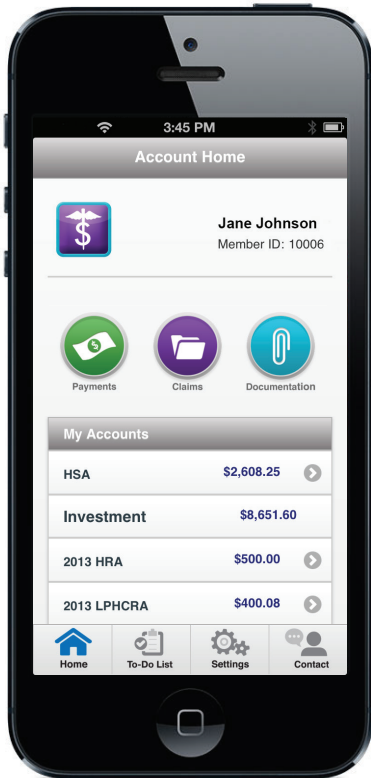 3:45 PM
Account Home
Jane Johnson
Member ID: 10006
Payments Claims Documentation
My Accounts
HSA $2,608.25
Investment $8,651.60
2013 HRA $500.00
2013 LPHCRA $400.08
Home To-Do List Settings Contact